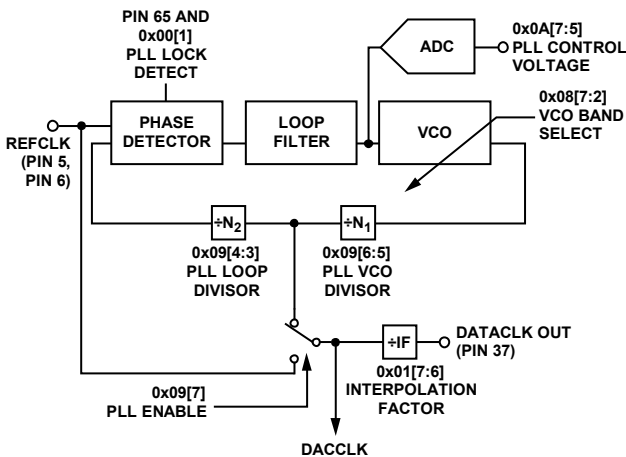 PIN 65 AND
0x00[1]
PLL LOCK
DETECT
ADC
0x0A[7:5]
PLL CONTROL
VOLTAGE
0x08[7:2]
VCO BAND
SELECT
REFCLK
(PIN 5,
PIN 6)
PHASE
DETECTOR
LOOP
FILTER
VCO
÷N2
÷N1
0x09[4:3]
PLL LOOP
DIVISOR
0x09[6:5]
PLL VCO
DIVISOR
÷IF
DATACLK OUT
(PIN 37)
0x01[7:6]
INTERPOLATION
FACTOR
0x09[7]
PLL ENABLE
DACCLK